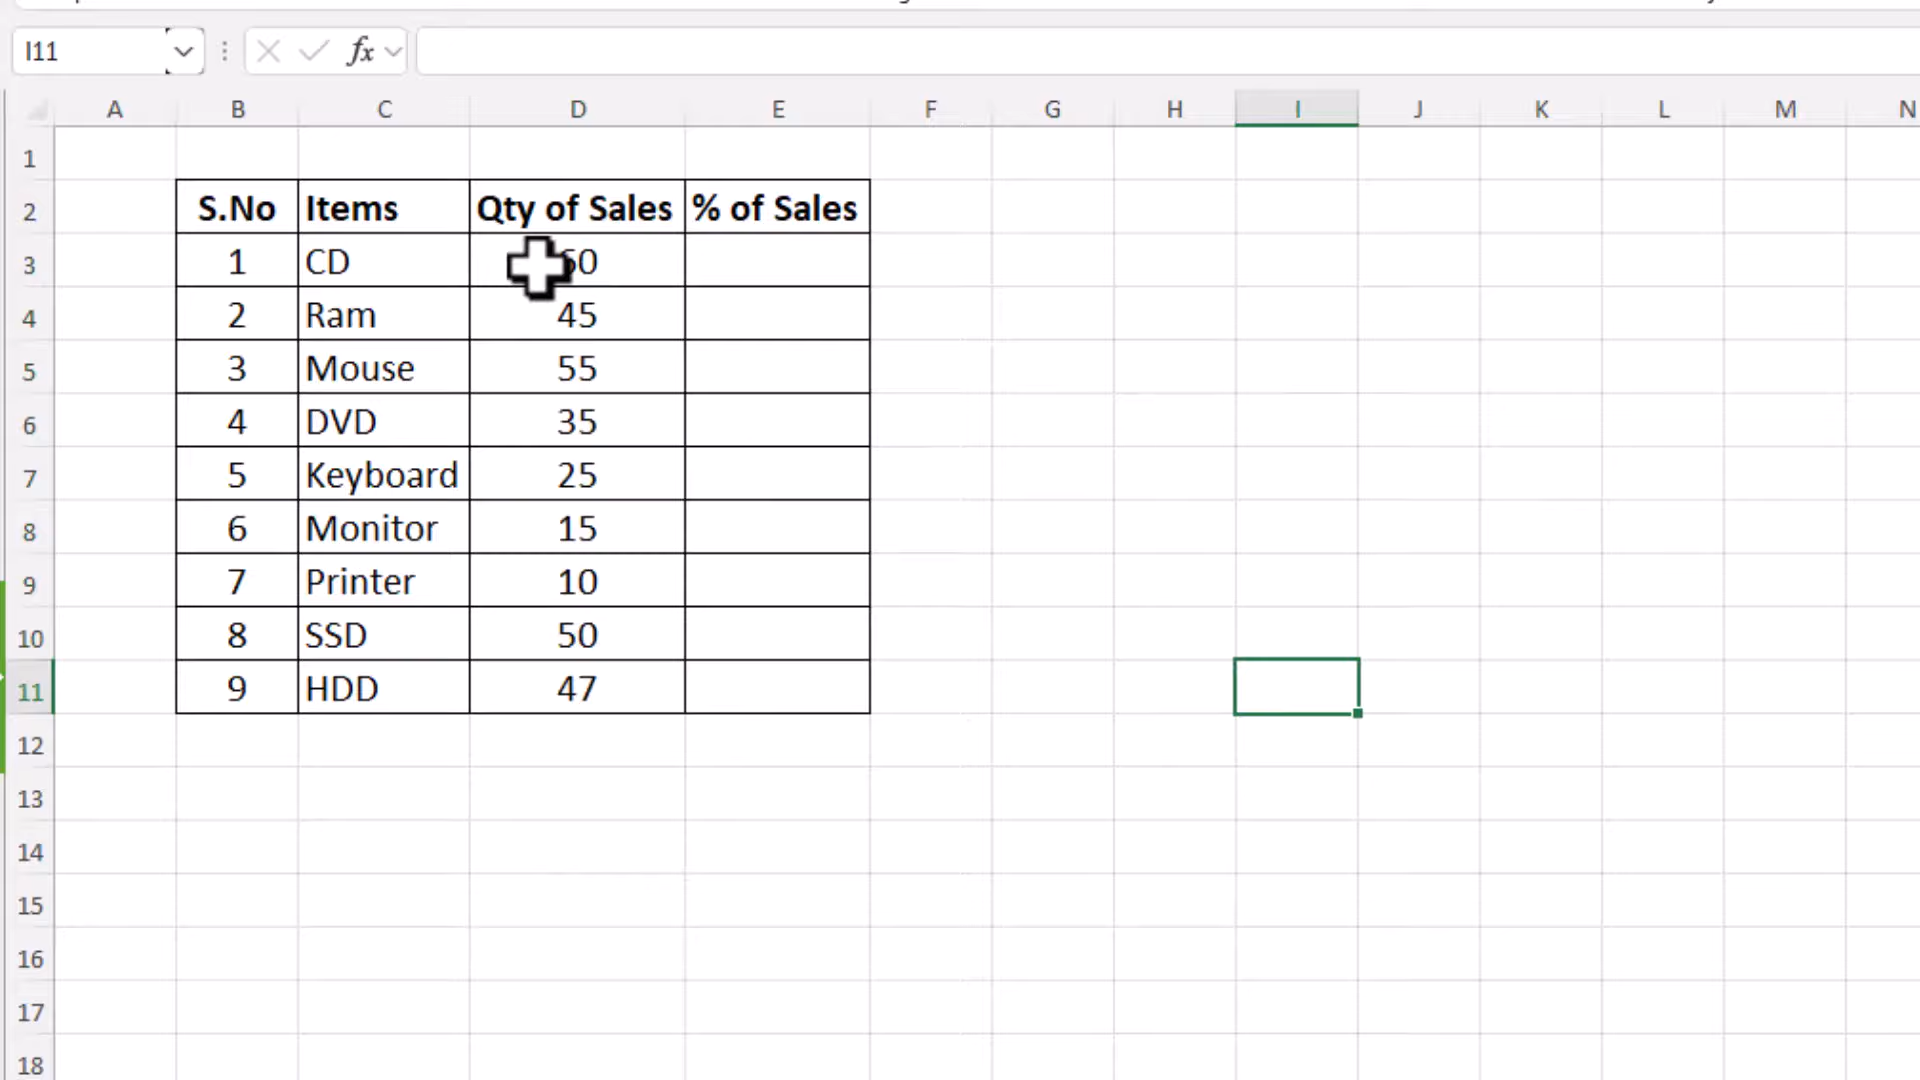 I11 fx
A B C D E F G H I J K L M N
1
2 S.No Items Qty of Sales % of Sales
3 1 CD
4 2 Ram 45
5 3 Mouse 55
6 4 DVD 35
7 5 Keyboard 25
8 6 Monitor 15
9 7 Printer 10
10 8 SSD 50
11 9 HDD 47
12
13
14
15
16
17
18